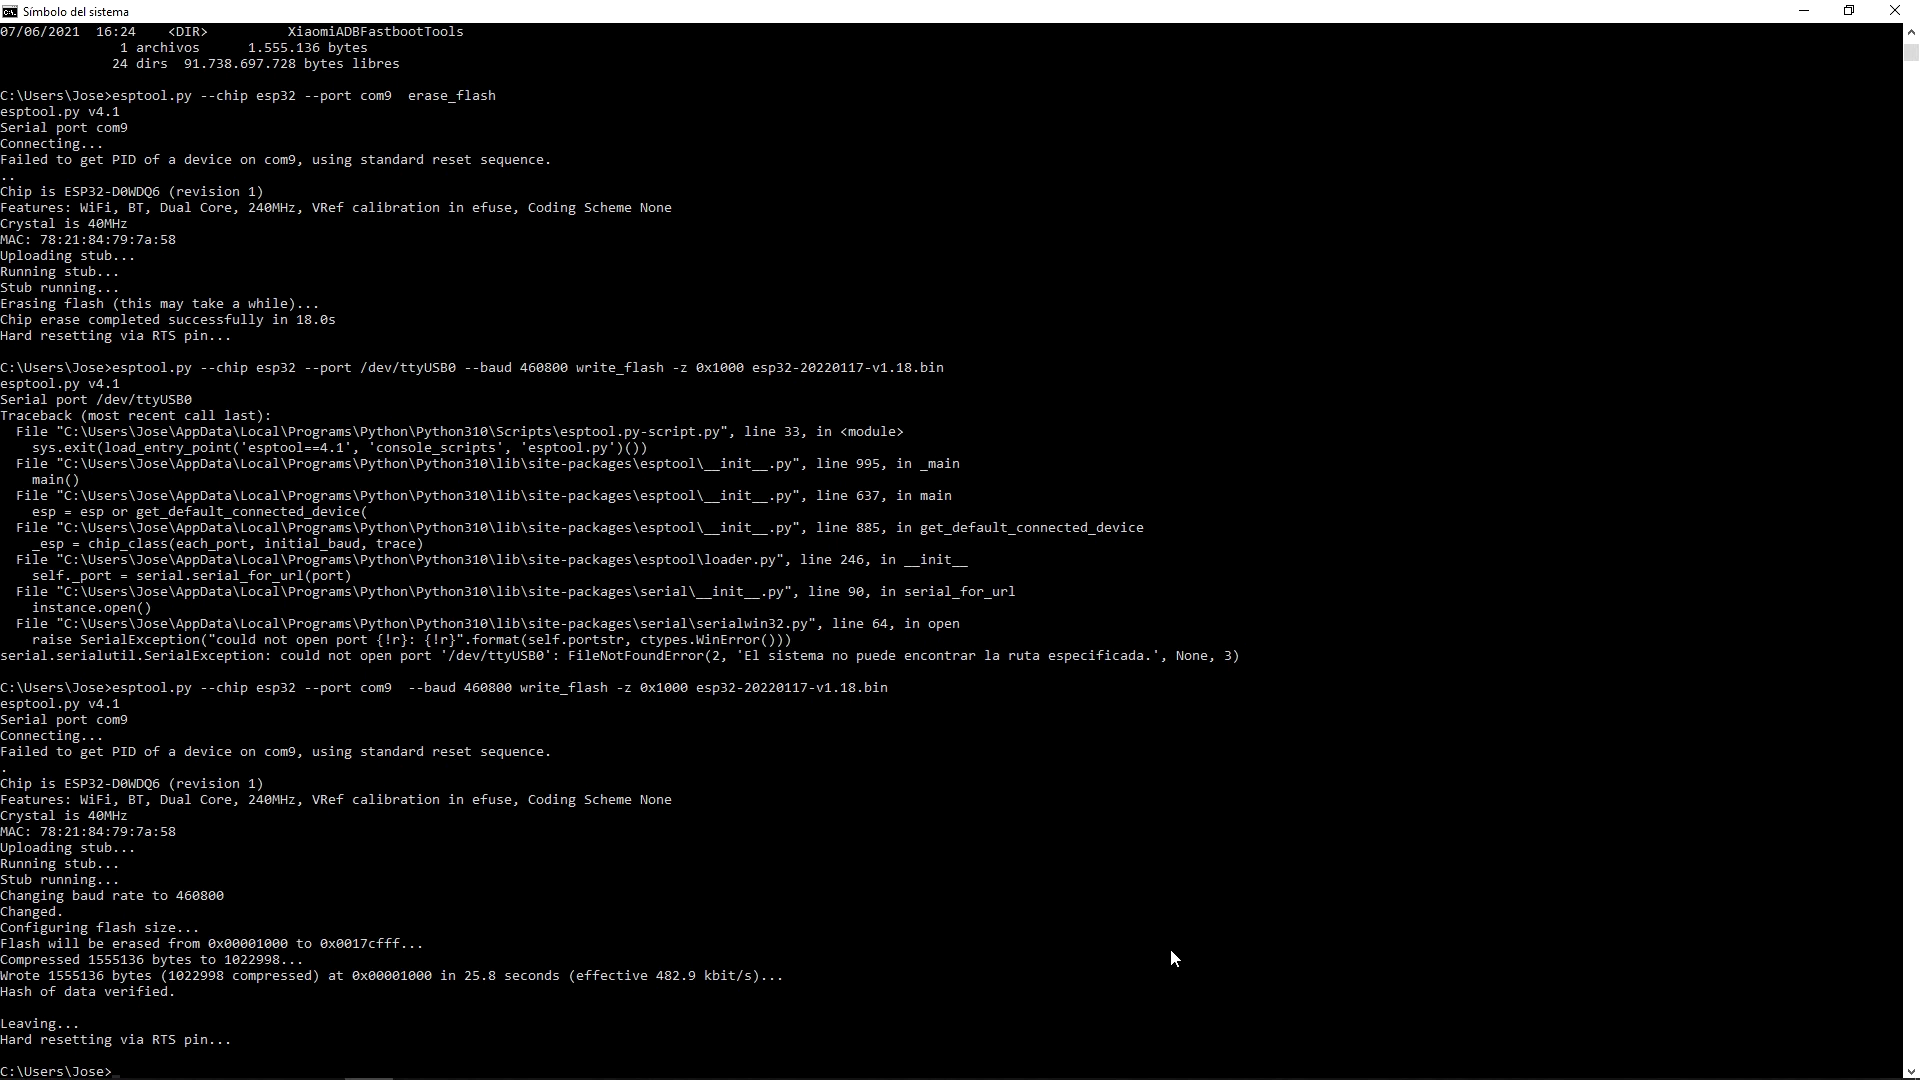 Símbolo del sistema
07/06/2021  16:24    <DIR>          XiaomiADBFastbootTools
               1 archivos      1.555.136 bytes
              24 dirs  91.738.697.728 bytes libres
C:\Users\Jose>esptool.py --chip esp32 --port com9  erase_flash
esptool.py v4.1
Serial port com9
Connecting...
Failed to get PID of a device on com9, using standard reset sequence.
..
Chip is ESP32-D0WDQ6 (revision 1)
Features: WiFi, BT, Dual Core, 240MHz, VRef calibration in efuse, Coding Scheme None
Crystal is 40MHz
MAC: 78:21:84:79:7a:58
Uploading stub...
Running stub...
Stub running...
Erasing flash (this may take a while)...
Chip erase completed successfully in 18.0s
Hard resetting via RTS pin...
C:\Users\Jose>esptool.py --chip esp32 --port /dev/ttyUSB0 --baud 460800 write_flash -z 0x1000 esp32-20220117-v1.18.bin
esptool.py v4.1
Serial port /dev/ttyUSB0
Traceback (most recent call last):
  File "C:\Users\Jose\AppData\Local\Programs\Python\Python310\Scripts\esptool.py-script.py", line 33, in <module>
    sys.exit(load_entry_point('esptool==4.1', 'console_scripts', 'esptool.py')())
  File "C:\Users\Jose\AppData\Local\Programs\Python\Python310\lib\site-packages\esptool\__init__.py", line 995, in _main
    main()
  File "C:\Users\Jose\AppData\Local\Programs\Python\Python310\lib\site-packages\esptool\__init__.py", line 637, in main
    esp = esp or get_default_connected_device(
  File "C:\Users\Jose\AppData\Local\Programs\Python\Python310\lib\site-packages\esptool\__init__.py", line 885, in get_default_connected_device
    _esp = chip_class(each_port, initial_baud, trace)
  File "C:\Users\Jose\AppData\Local\Programs\Python\Python310\lib\site-packages\esptool\loader.py", line 246, in __init__
    self._port = serial.serial_for_url(port)
  File "C:\Users\Jose\AppData\Local\Programs\Python\Python310\lib\site-packages\serial\__init__.py", line 90, in serial_for_url
    instance.open()
  File "C:\Users\Jose\AppData\Local\Programs\Python\Python310\lib\site-packages\serial\serialwin32.py", line 64, in open
    raise SerialException("could not open port {!r}: {!r}".format(self.portstr, ctypes.WinError()))
serial.serialutil.SerialException: could not open port '/dev/ttyUSB0': FileNotFoundError(2, 'El sistema no puede encontrar la ruta especificada.', None, 3)
C:\Users\Jose>esptool.py --chip esp32 --port com9  --baud 460800 write_flash -z 0x1000 esp32-20220117-v1.18.bin
esptool.py v4.1
Serial port com9
Connecting...
Failed to get PID of a device on com9, using standard reset sequence.
.
Chip is ESP32-D0WDQ6 (revision 1)
Features: WiFi, BT, Dual Core, 240MHz, VRef calibration in efuse, Coding Scheme None
Crystal is 40MHz
MAC: 78:21:84:79:7a:58
Uploading stub...
Running stub...
Stub running...
Changing baud rate to 460800
Changed.
Configuring flash size...
Flash will be erased from 0x00001000 to 0x0017cfff...
Compressed 1555136 bytes to 1022998...
Wrote 1555136 bytes (1022998 compressed) at 0x00001000 in 25.8 seconds (effective 482.9 kbit/s)...
Hash of data verified.
Leaving...
Hard resetting via RTS pin...
C:\Users\Jose>_